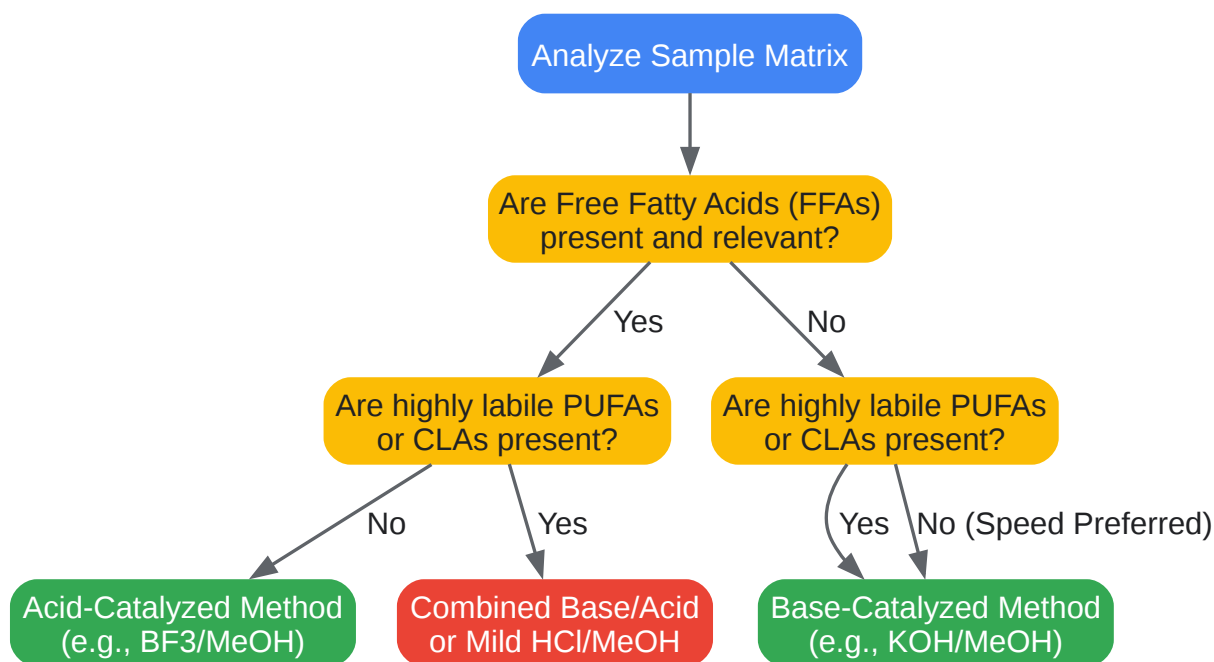 Analyze Sample Matrix
Are Free Fatty Acids (FFAs)
present and relevant?
Yes
No
Are highly labile PUFAs
or CLAs present?
Are highly labile PUFAs
or CLAs present?
No
Yes
Yes
No (Speed Preferred)
Acid-Catalyzed Method
(e.g., BF3/MeOH)
Combined Base/Acid
or Mild HCl/MeOH
Base-Catalyzed Method
(e.g., KOH/MeOH)